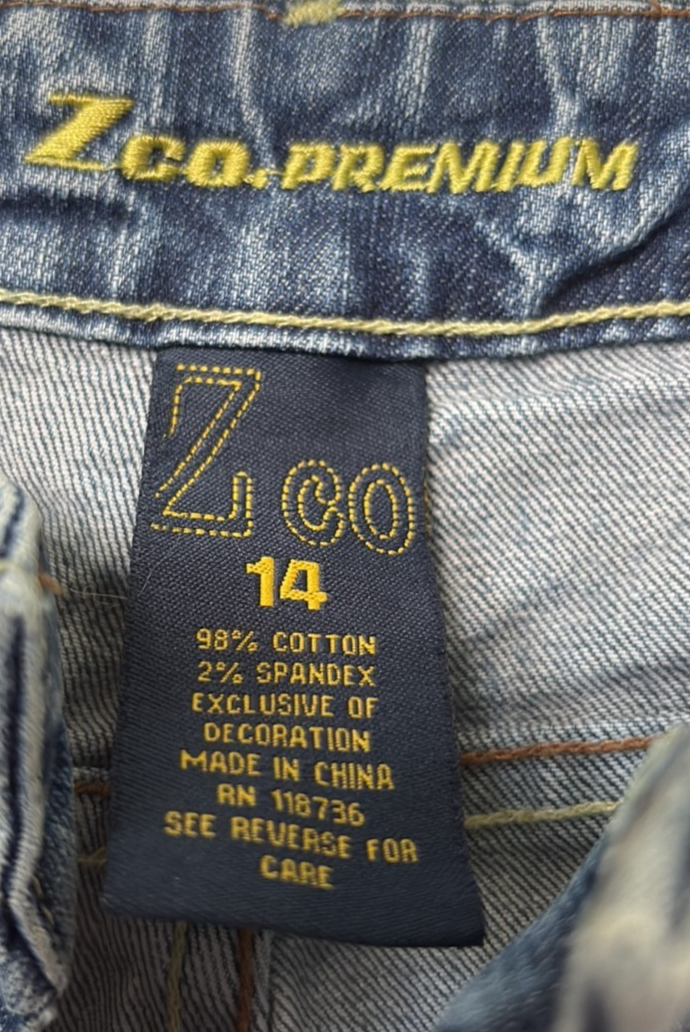 Zco. PREMIUM
Z co
14
98% COTTON
2% SPANDEX
EXCLUSIVE OF
DECORATION
MADE IN CHINA
RN 118736
SEE REVERSE FOR
CARE